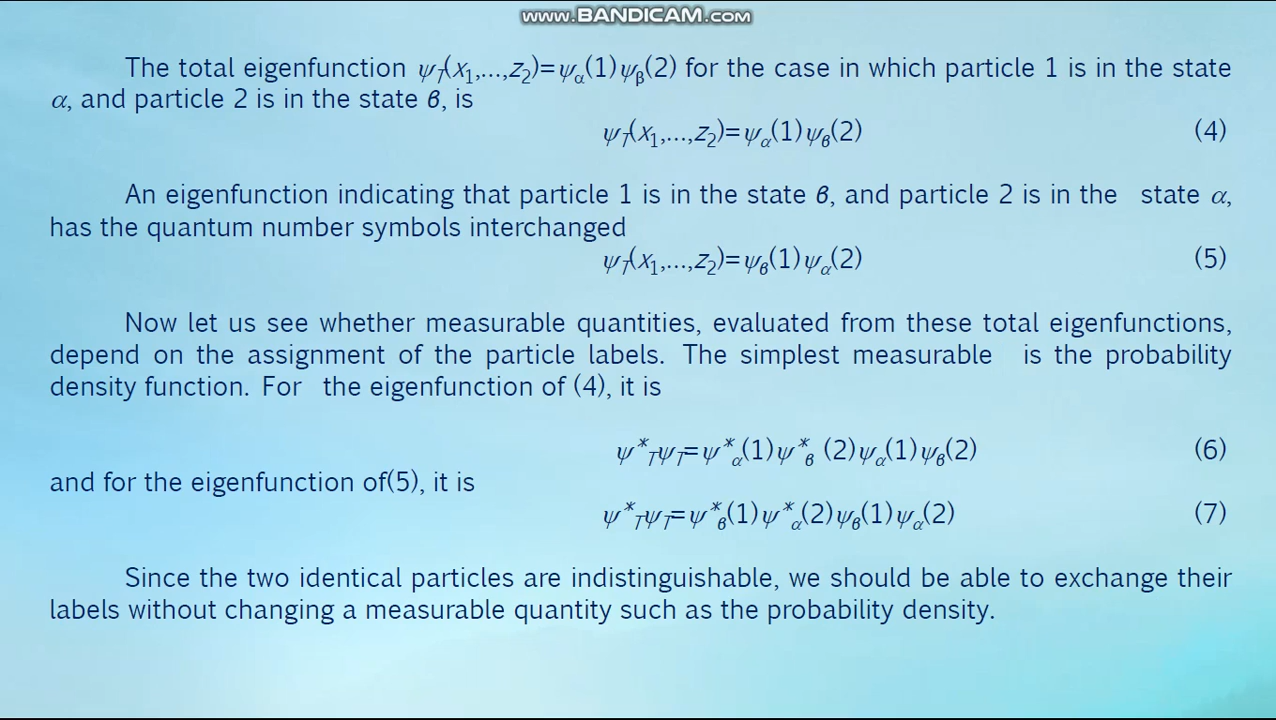 www.BANDICAM.com
The total eigenfunction ψT(x1,...,z2)=ψα(1)ψβ(2) for the case in which particle 1 is in the state
α, and particle 2 is in the state β, is
ψT(x1,...,z2)=ψα(1)ψβ(2) (4)
An eigenfunction indicating that particle 1 is in the state β, and particle 2 is in the state α,
has the quantum number symbols interchanged
ψT(x1,...,z2)=ψβ(1)ψα(2) (5)
Now let us see whether measurable quantities, evaluated from these total eigenfunctions,
depend on the assignment of the particle labels. The simplest measurable is the probability
density function. For the eigenfunction of (4), it is
ψ*TψT=ψ*α(1)ψ*β (2)ψα(1)ψβ(2) (6)
and for the eigenfunction of(5), it is
ψ*TψT=ψ*β(1)ψ*α(2)ψβ(1)ψα(2) (7)
Since the two identical particles are indistinguishable, we should be able to exchange their
labels without changing a measurable quantity such as the probability density.